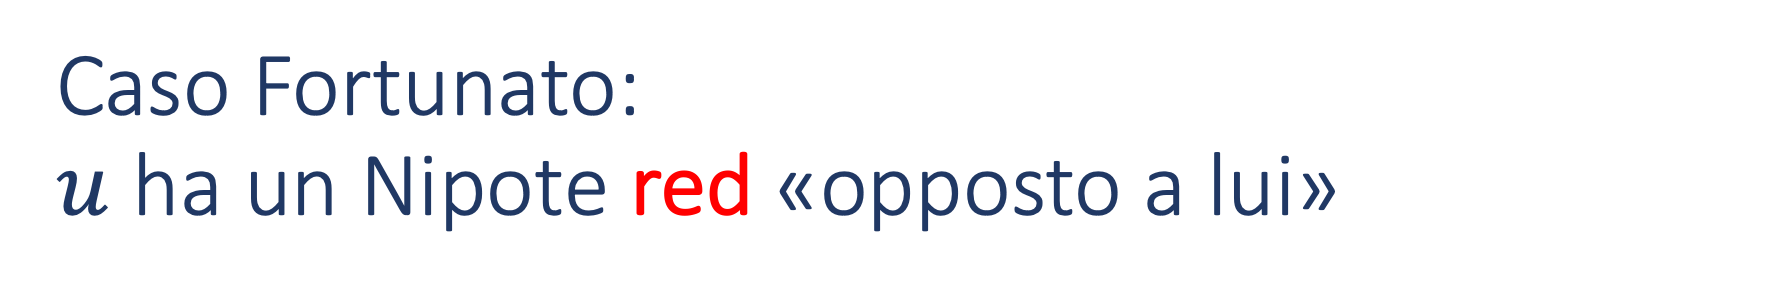 Caso Fortunato:
𝑢 ha un Nipote red «opposto a lui»